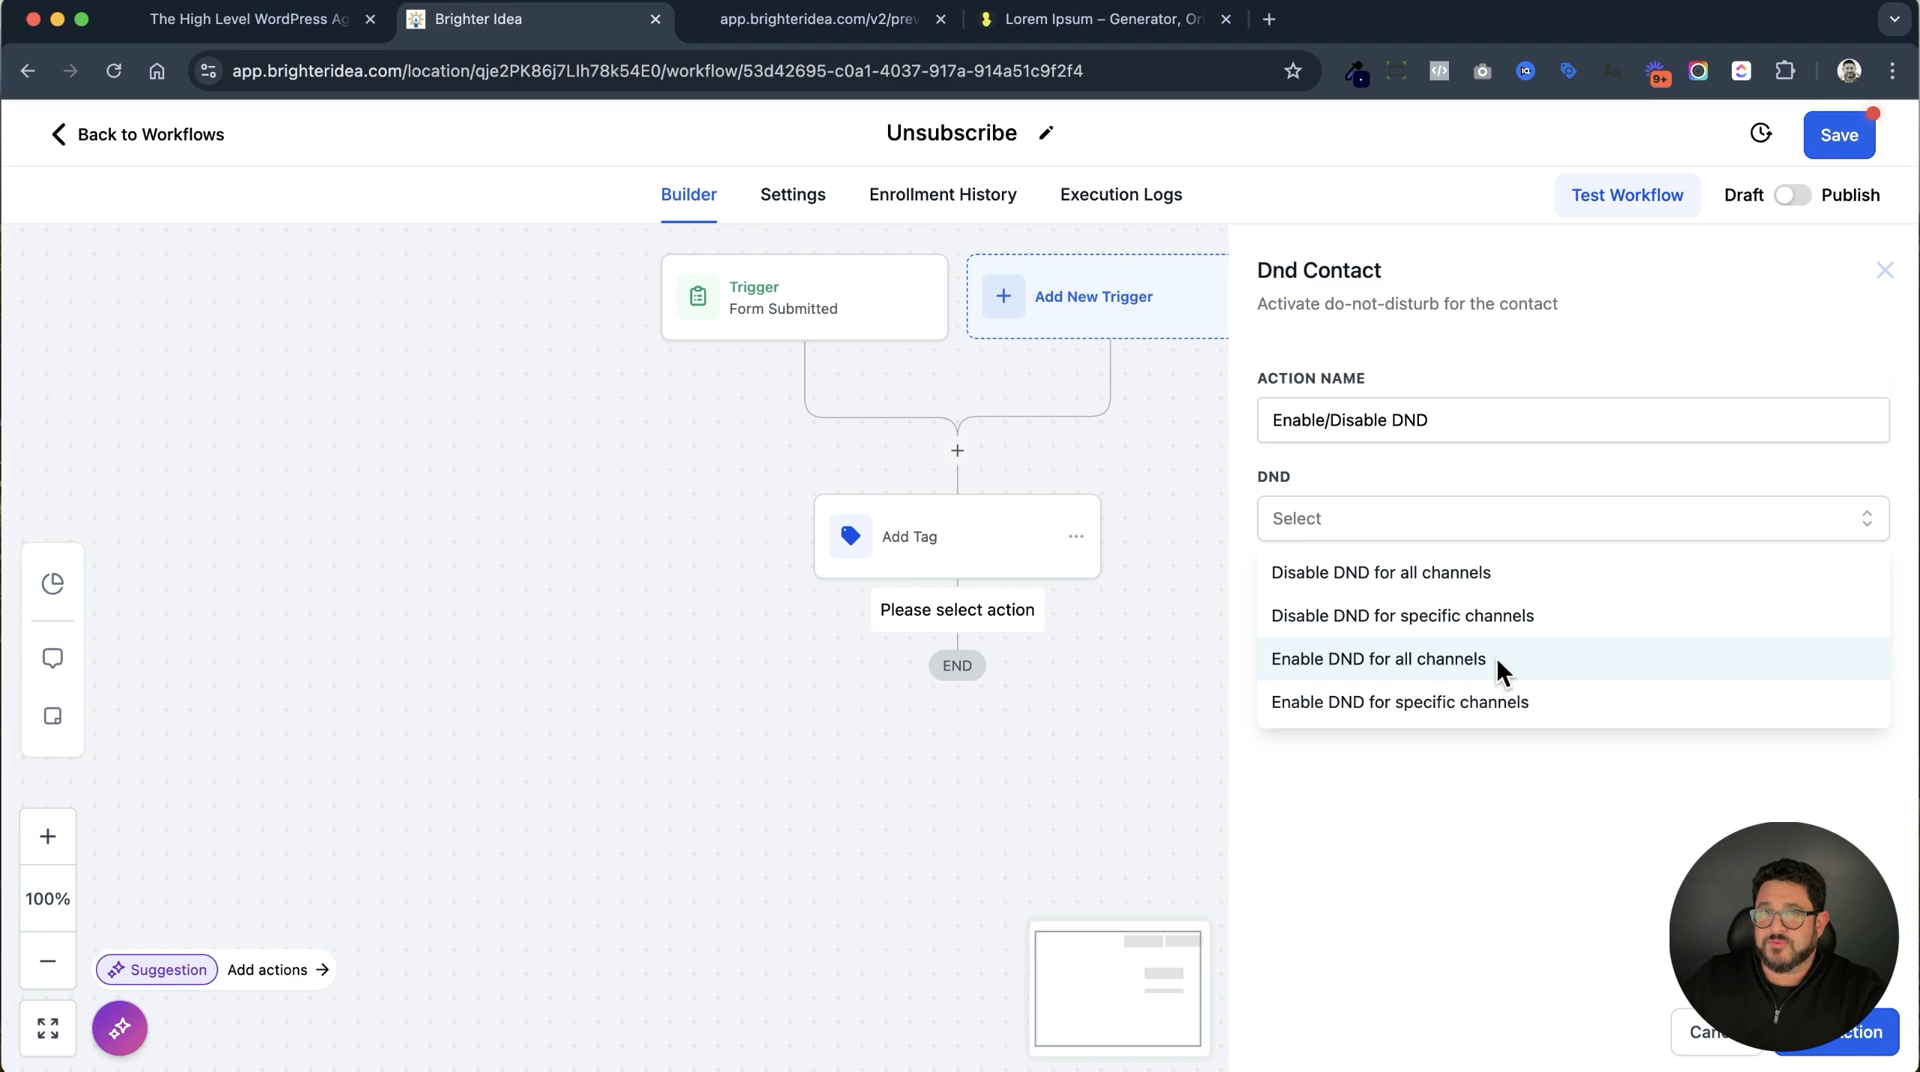 The High Level WordPress Ag
Brighter Idea
app.brighteridea.com/v2/prev
Lorem Ipsum – Generator, Ori
app.brighteridea.com/location/qje2PK86j7LIh78k54E0/workflow/53d42695-c0a1-4037-917a-914a51c9f2f4
Aa
9+
Back to Workflows
Unsubscribe
Save
Builder
Settings
Enrollment History
Execution Logs
Test Workflow
Draft
Publish
Trigger
Form Submitted
Add New Trigger
Add Tag
Please select action
END
Dnd Contact
Activate do-not-disturb for the contact
ACTION NAME
Enable/Disable DND
DND
Select
Disable DND for all channels
Disable DND for specific channels
Enable DND for all channels
Enable DND for specific channels
100%
Suggestion
Add actions